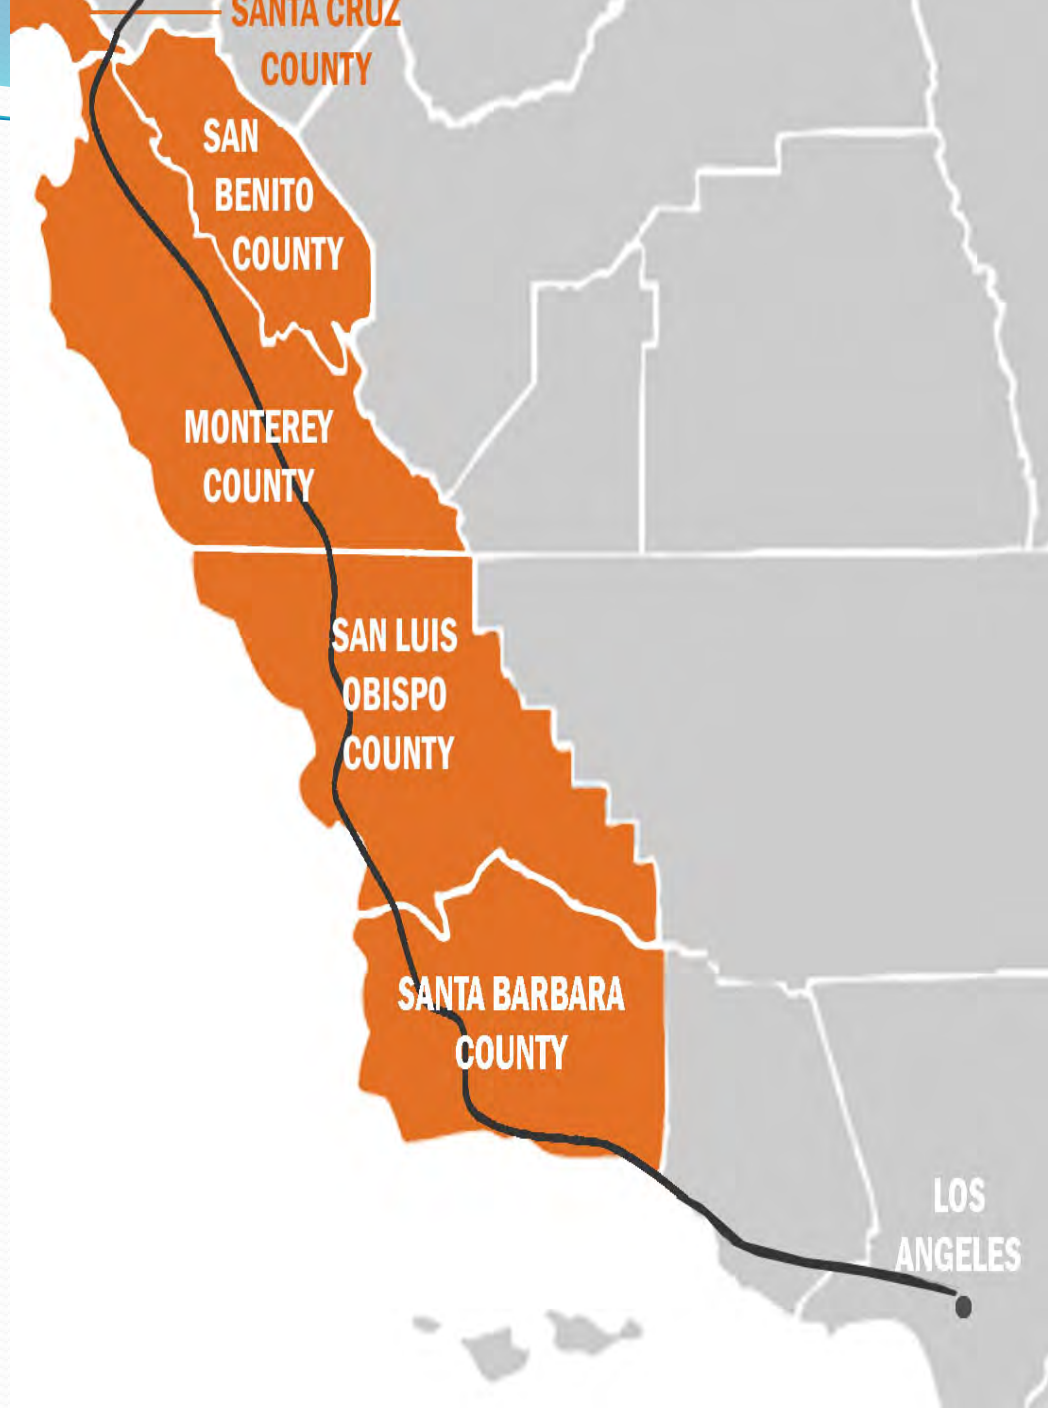 SANTA CRUZ
COUNTY
SAN
BENITO
COUNTY
MONTEREY
COUNTY
SAN LUIS
OBISPO
COUNTY
SANTA BARBARA
COUNTY
LOS
ANGELES